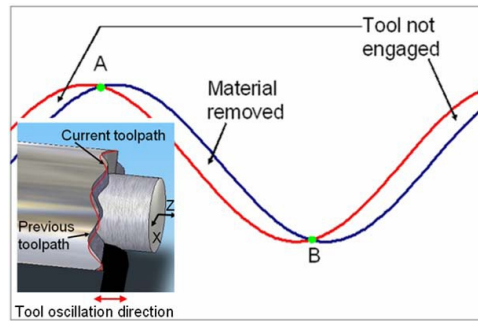 Tool not
engaged
A
Material
removed
Current toolpath
Z
Previous
toolpath
X
B
Tool oscillation direction